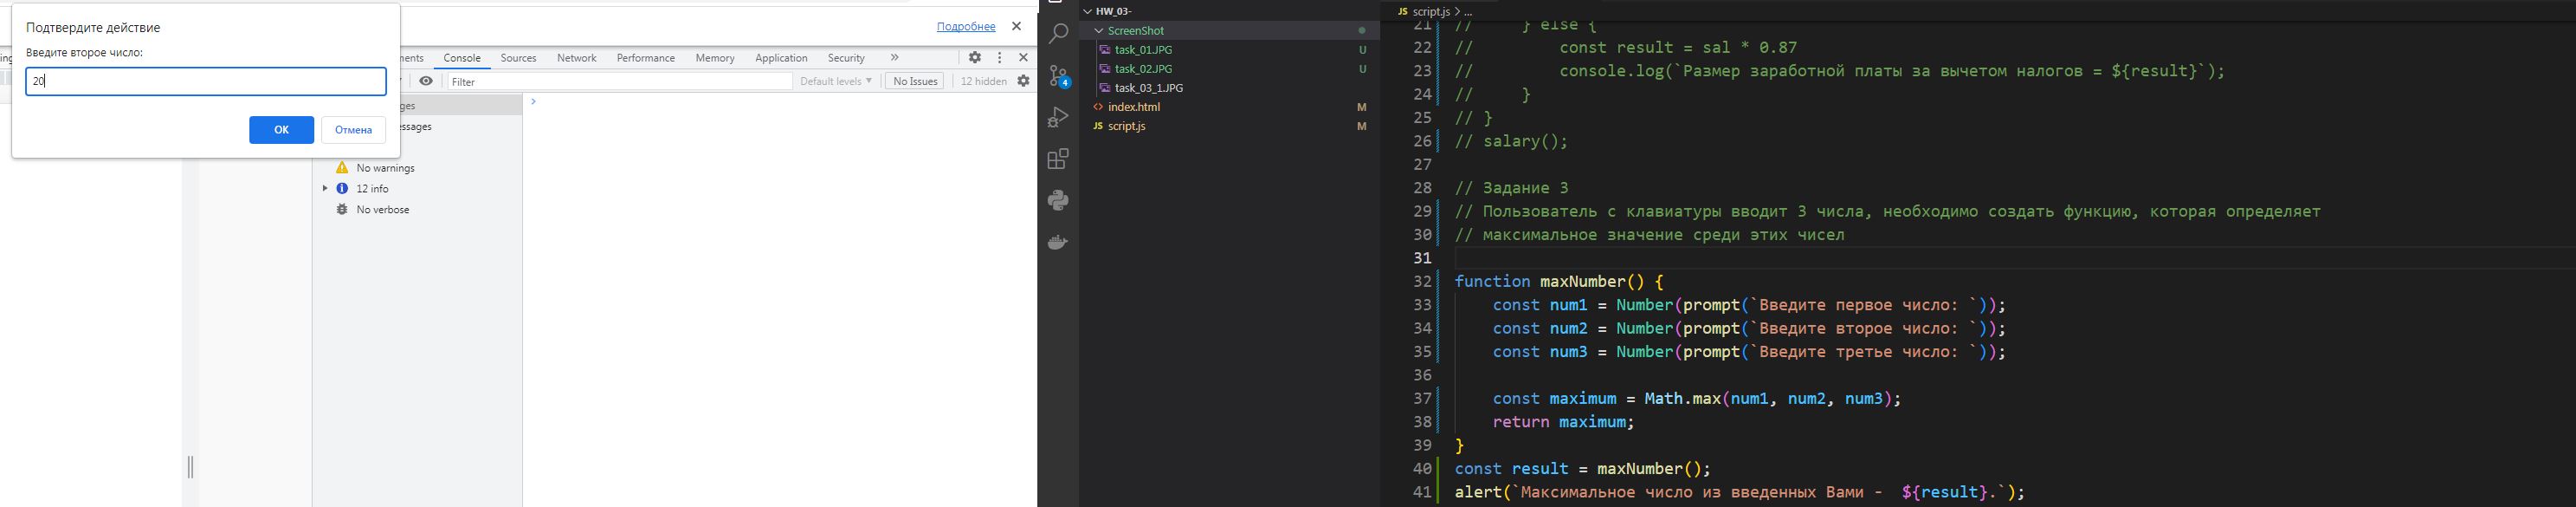 Подтвердите действие
Введите второе число:
20
OK
Отмена
Подробнее
Console
Sources
Network
Performance
Memory
Application
Security
Filter
Default levels
No Issues
12 hidden
No warnings
12 info
No verbose
4
HW_03-
ScreenShot
task_01.JPG U
task_02.JPG U
task_03_1.JPG
<> index.html M
JS script.js M
JS script.js > ...
21 // } else {
22 // const result = sal * 0.87
23 // console.log(`Размер заработной платы за вычетом налогов = ${result}`);
24 // }
25 // }
26 // salary();
27
28 // Задание 3
29 // Пользователь с клавиатуры вводит 3 числа, необходимо создать функцию, которая определяет
30 // максимальное значение среди этих чисел
31
32 function maxNumber() {
33 const num1 = Number(prompt(`Введите первое число: `));
34 const num2 = Number(prompt(`Введите второе число: `));
35 const num3 = Number(prompt(`Введите третье число: `));
36
37 const maximum = Math.max(num1, num2, num3);
38 return maximum;
39 }
40 const result = maxNumber();
41 alert(`Максимальное число из введенных Вами - ${result}.`);